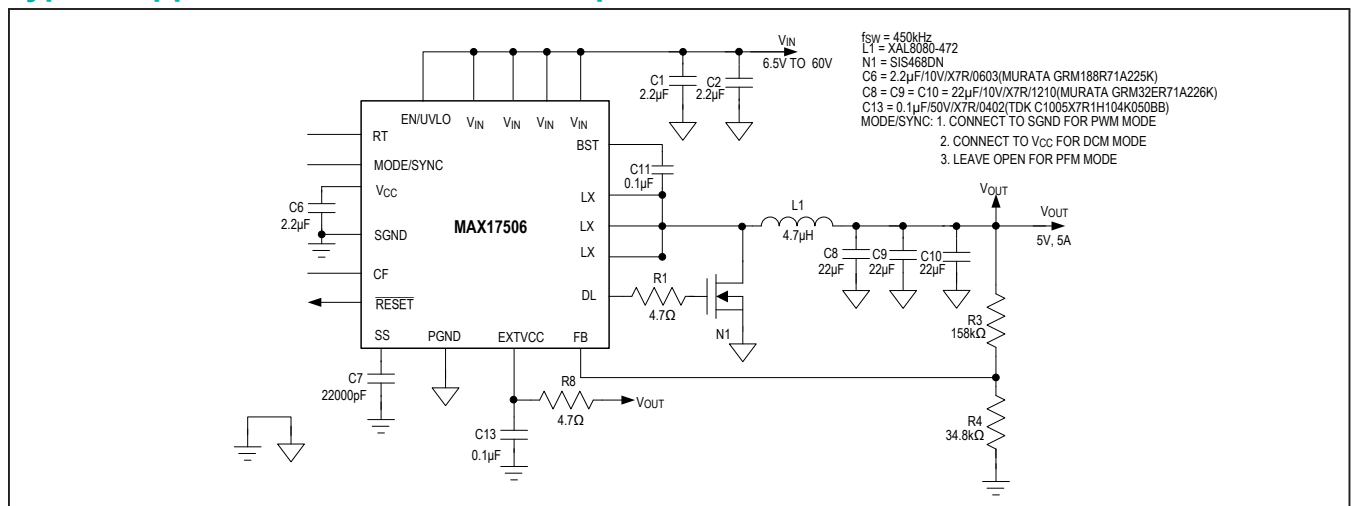 VIN
6.5V TO 60V
fSW = 450kHz
L1 = XAL8080-472
N1 = SIS468DN
C6 = 2.2µF/10V/X7R/0603(MURATA GRM188R71A225K)
C8 = C9 = C10 = 22µF/10V/X7R/1210(MURATA GRM32ER71A226K)
C13 = 0.1µF/50V/X7R/0402(TDK C1005X7R1H104K050BB)
MODE/SYNC: 1. CONNECT TO SGND FOR PWM MODE
2. CONNECT TO VCC FOR DCM MODE
3. LEAVE OPEN FOR PFM MODE
C1
2.2µF
C2
2.2µF
EN/UVLO
VIN
VIN
VIN
VIN
RT
MODE/SYNC
VCC
SGND
CF
RESET
SS
PGND
EXTVCC
FB
BST
LX
LX
LX
DL
MAX17506
C6
2.2µF
C11
0.1µF
L1
4.7µH
R1
4.7Ω
N1
C8
22µF
C9
22µF
C10
22µF
VOUT
VOUT
5V, 5A
R3
158kΩ
R4
34.8kΩ
C7
22000pF
R8
4.7Ω
VOUT
C13
0.1µF